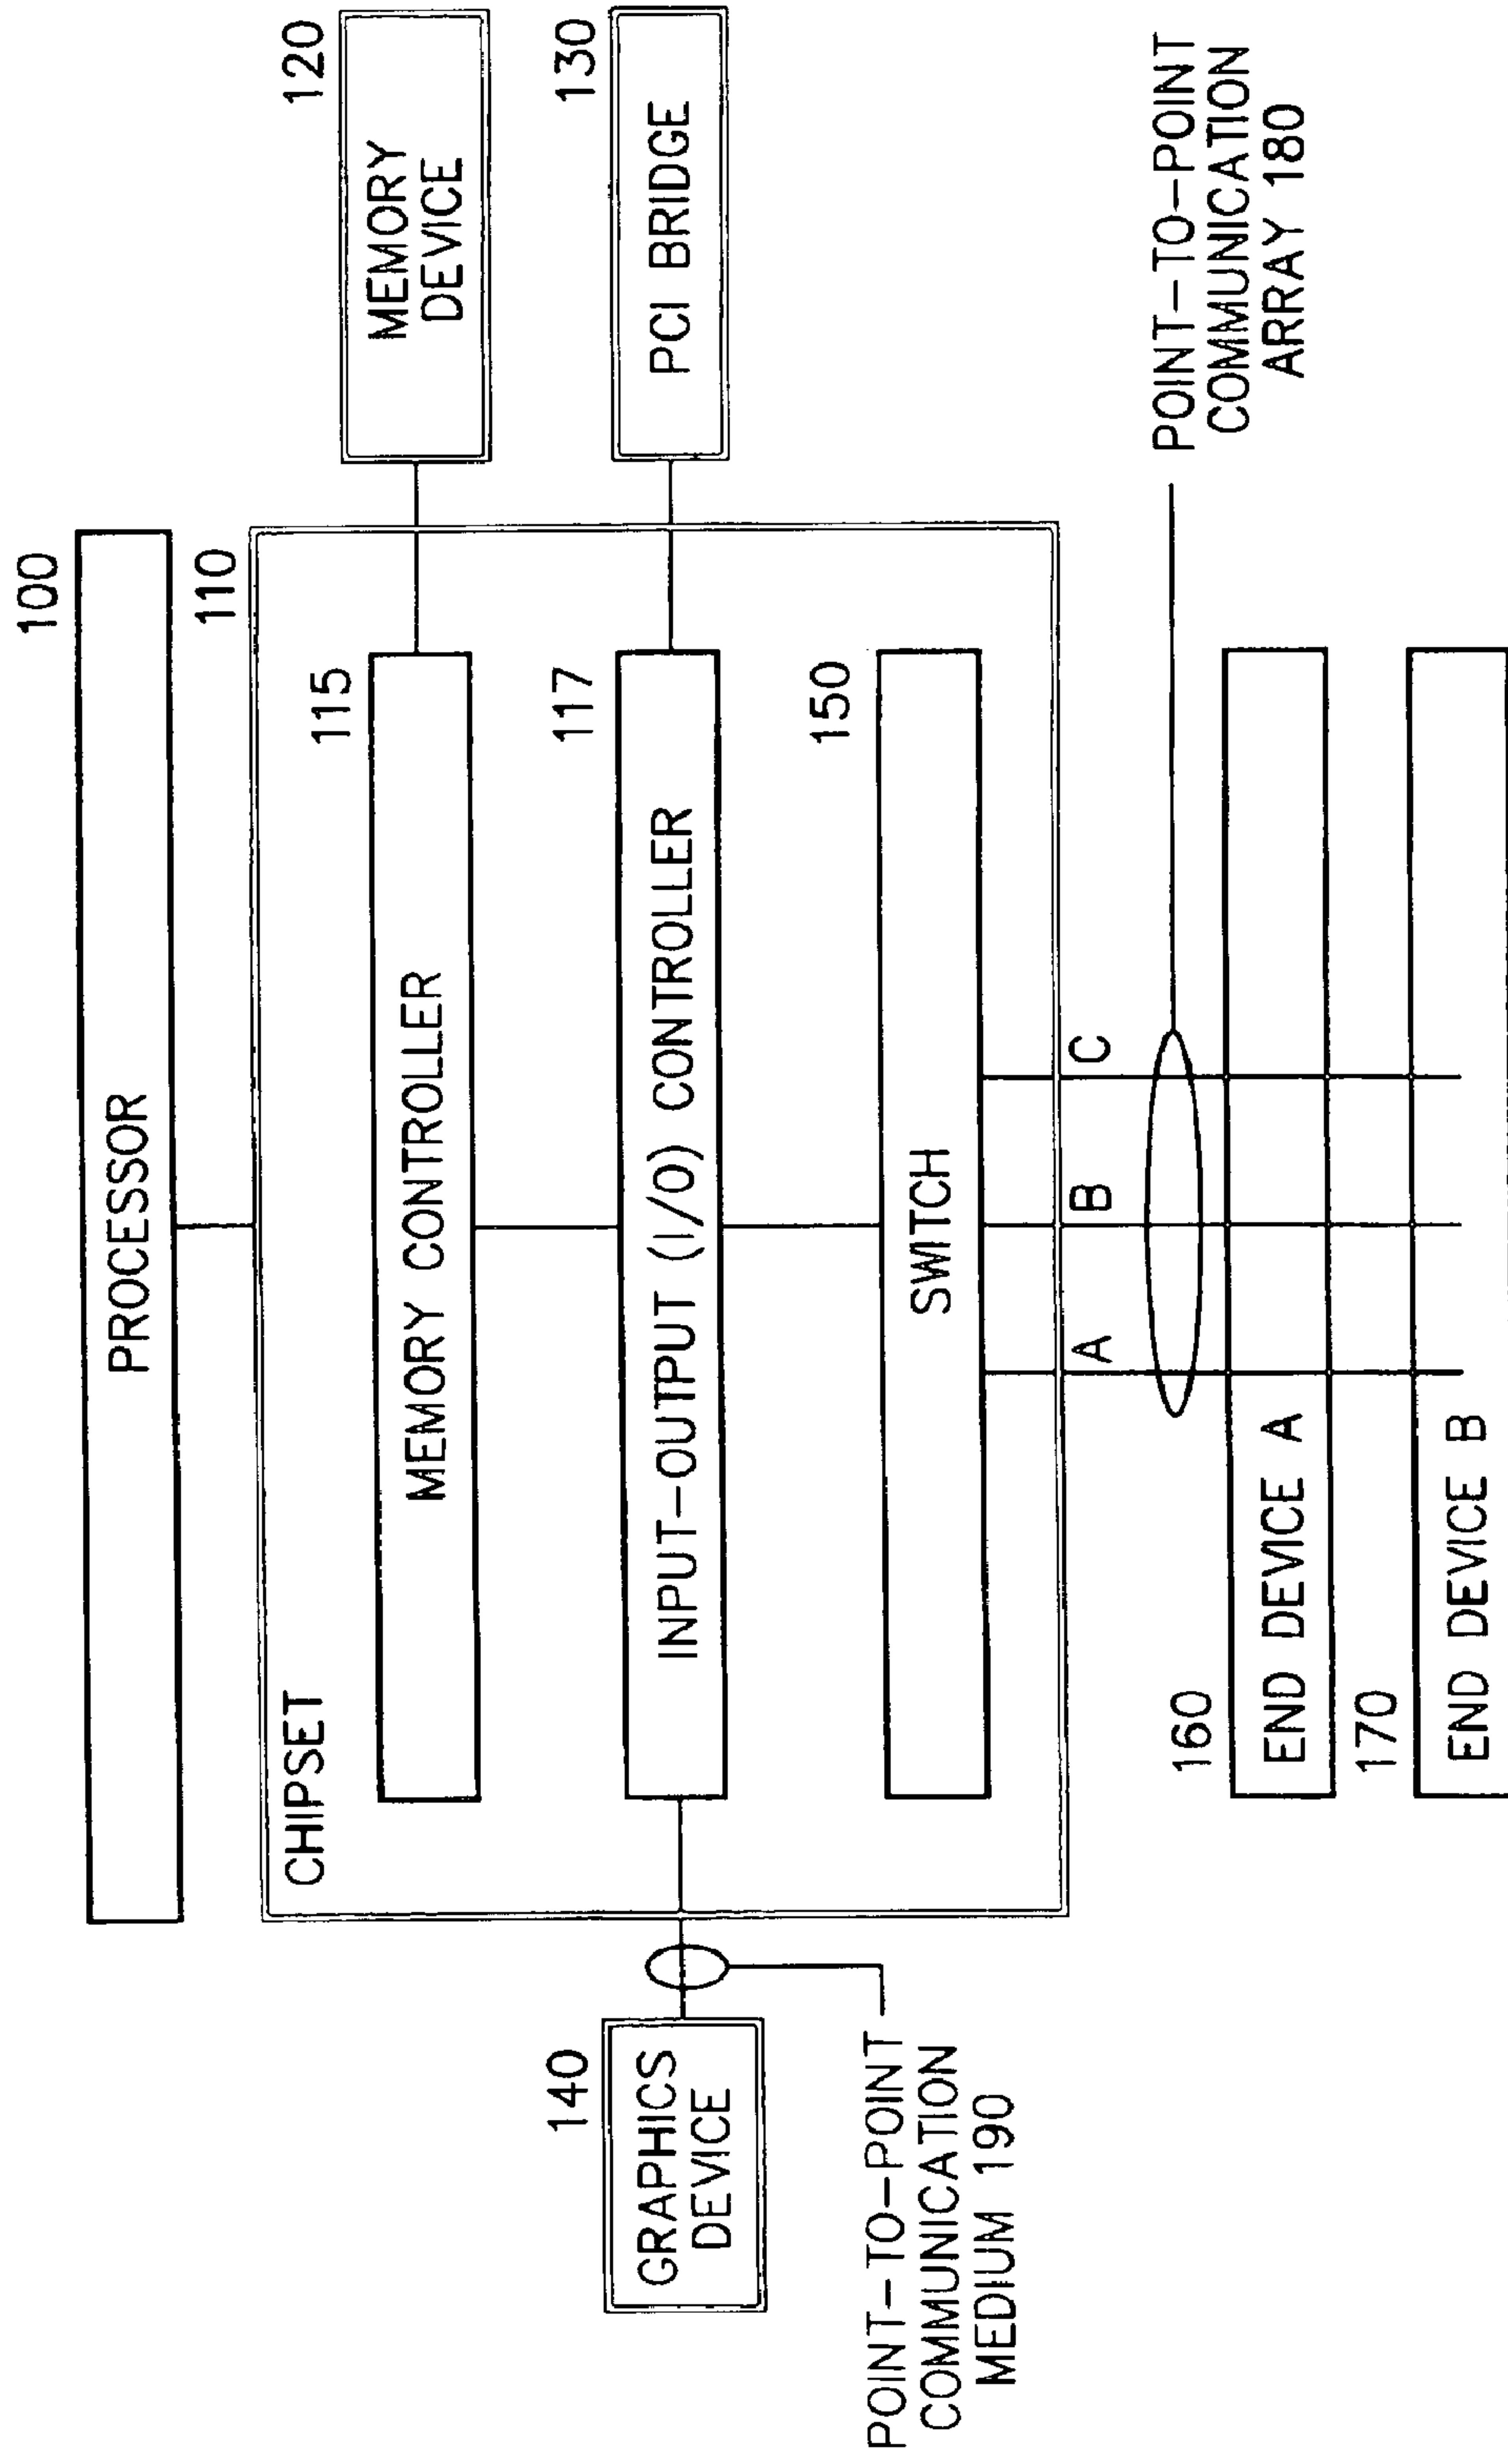 100
PROCESSOR
110
CHIPSET
115
MEMORY CONTROLLER
120
MEMORY
DEVICE
117
INPUT-OUTPUT (I/O) CONTROLLER
130
PCI BRIDGE
140
GRAPHICS
DEVICE
POINT-TO-POINT
COMMUNICATION
MEDIUM 190
150
SWITCH
A
B
C
POINT-TO-POINT
COMMUNICATION
ARRAY 180
160
END DEVICE A
170
END DEVICE B